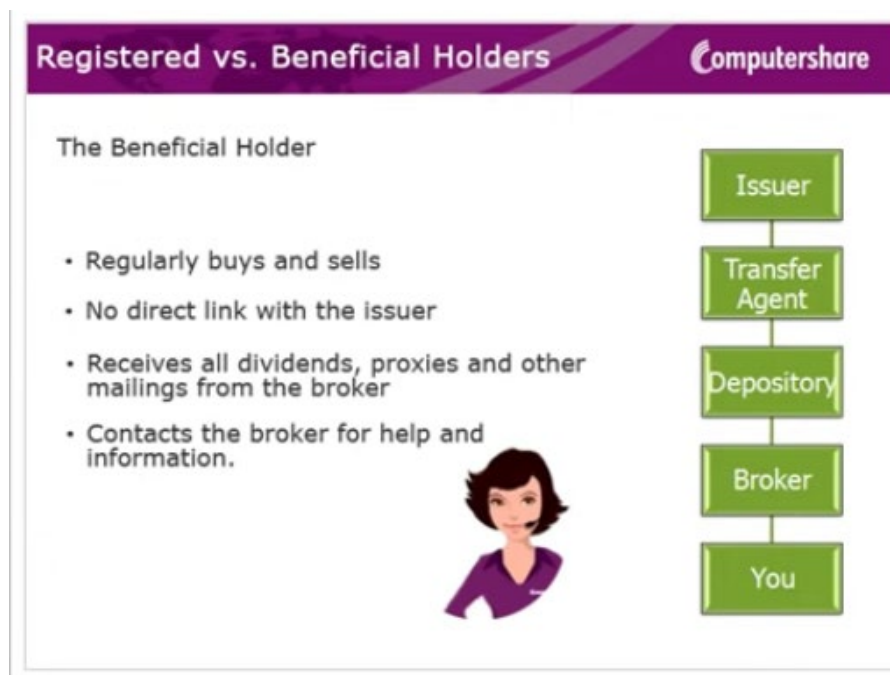 Registered vs. Beneficial Holders
Computershare
The Beneficial Holder
• Regularly buys and sells
• No direct link with the issuer
• Receives all dividends, proxies and other
mailings from the broker
• Contacts the broker for help and
information.
Issuer
Transfer
Agent
Depository
Broker
You